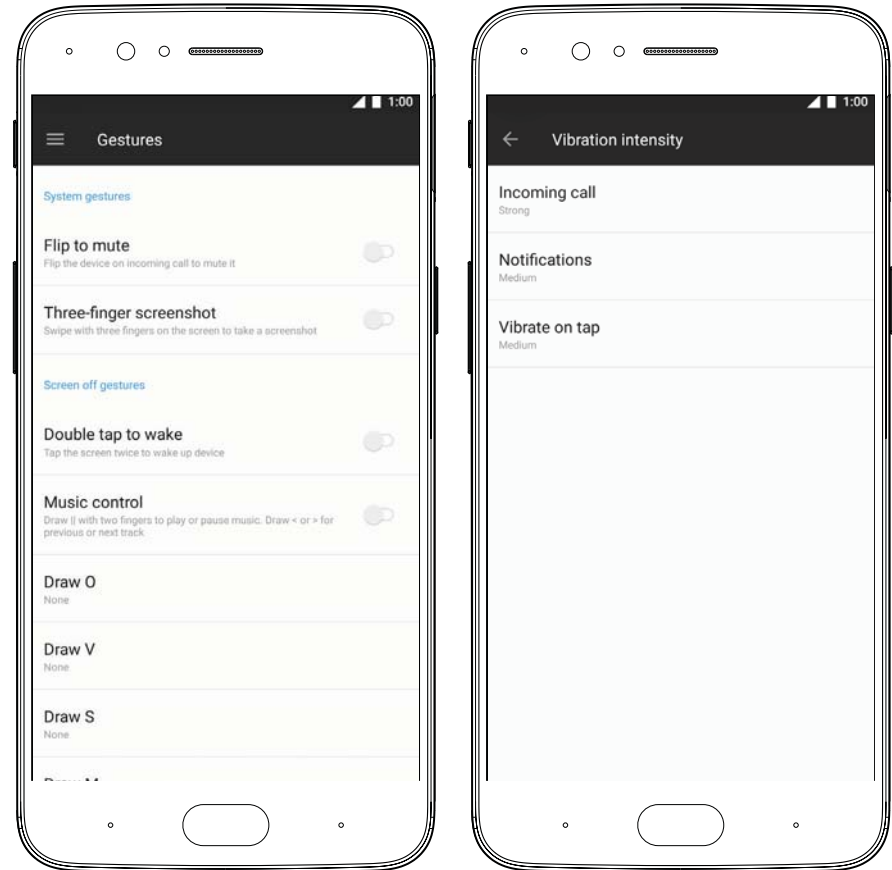 1:00
Gestures
System gestures
Flip to mute
Flip the device on incoming call to mute it
Three-finger screenshot
Swipe with three fingers on the screen to take a screenshot
Screen off gestures
Double tap to wake
Tap the screen twice to wake up device
Music control
Draw || with two fingers to play or pause music. Draw < or > for
previous or next track
Draw O
None
Draw V
None
Draw S
None
1:00
Vibration intensity
Incoming call
Strong
Notifications
Medium
Vibrate on tap
Medium